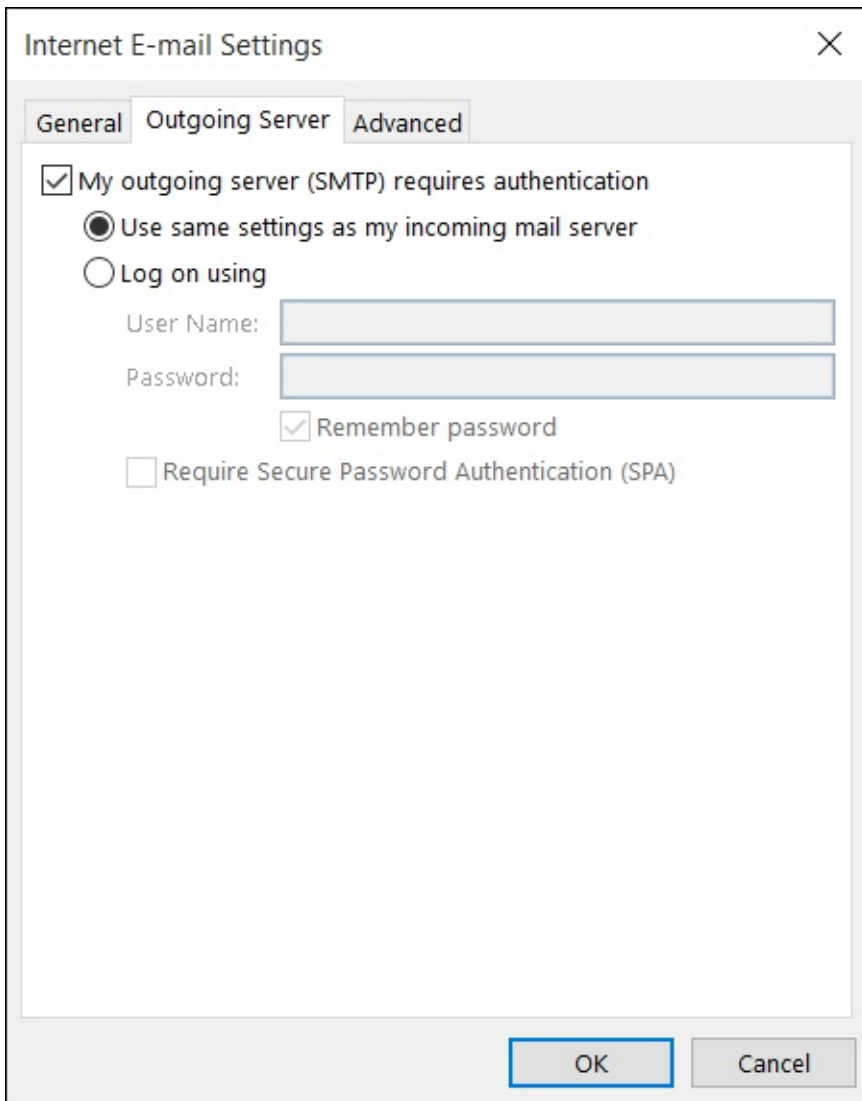 Internet E-mail Settings
General Outgoing Server Advanced
My outgoing server (SMTP) requires authentication
Use same settings as my incoming mail server
Log on using
User Name:
Password:
Remember password
Require Secure Password Authentication (SPA)
OK Cancel